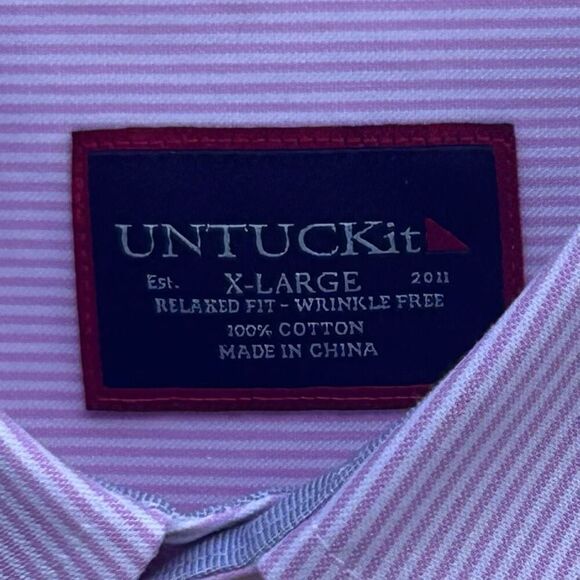 UNTUCKit
Est. X-LARGE 2011
RELAXED FIT - WRINKLE FREE
100% COTTON
MADE IN CHINA